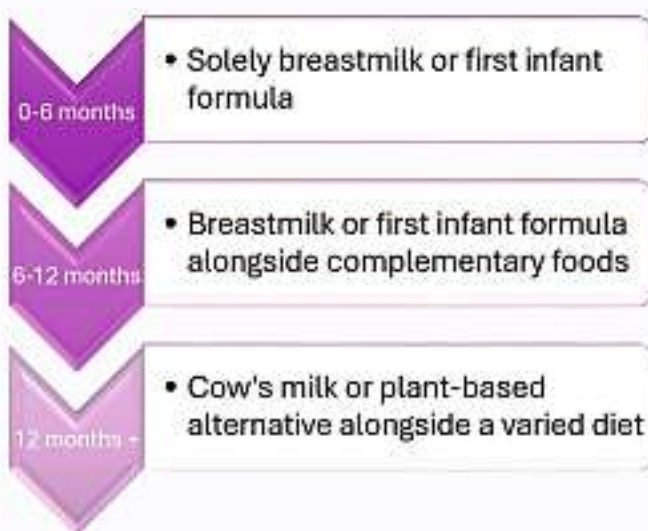 0-6 months
• Solely breastmilk or first infant
formula
6-12 months
• Breastmilk or first infant formula
alongside complementary foods
12 months +
• Cow's milk or plant-based
alternative alongside a varied diet